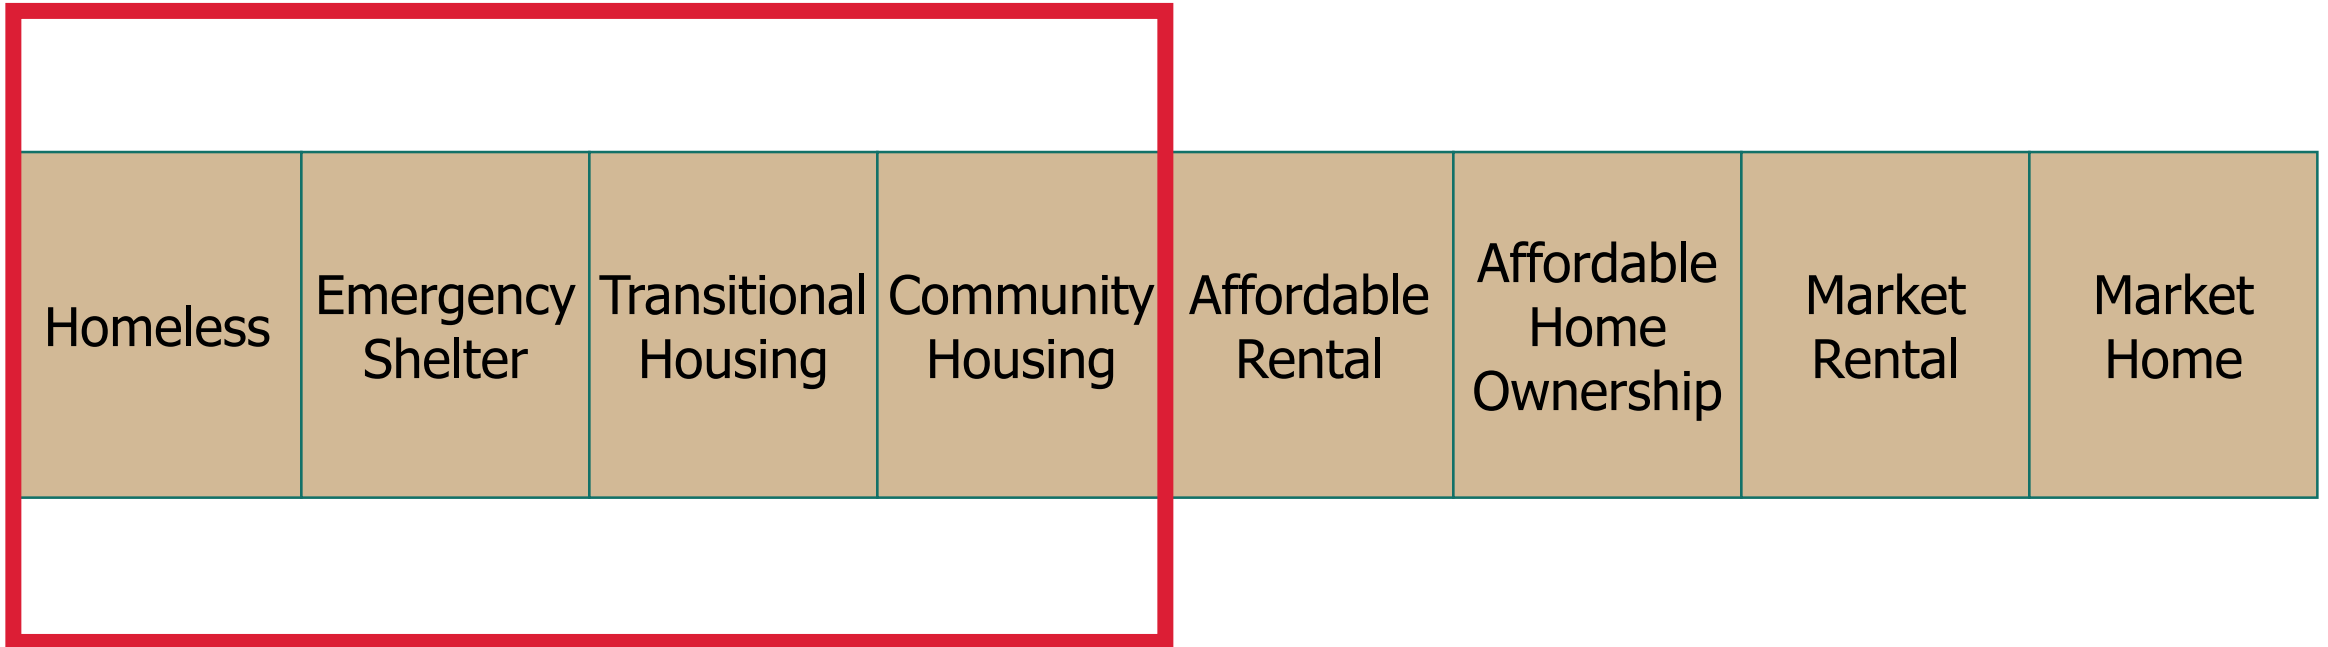 Homeless
Emergency
Shelter
Transitional
Housing
Community
Housing
Affordable
Rental
Affordable
Home
Ownership
Market
Rental
Market
Home